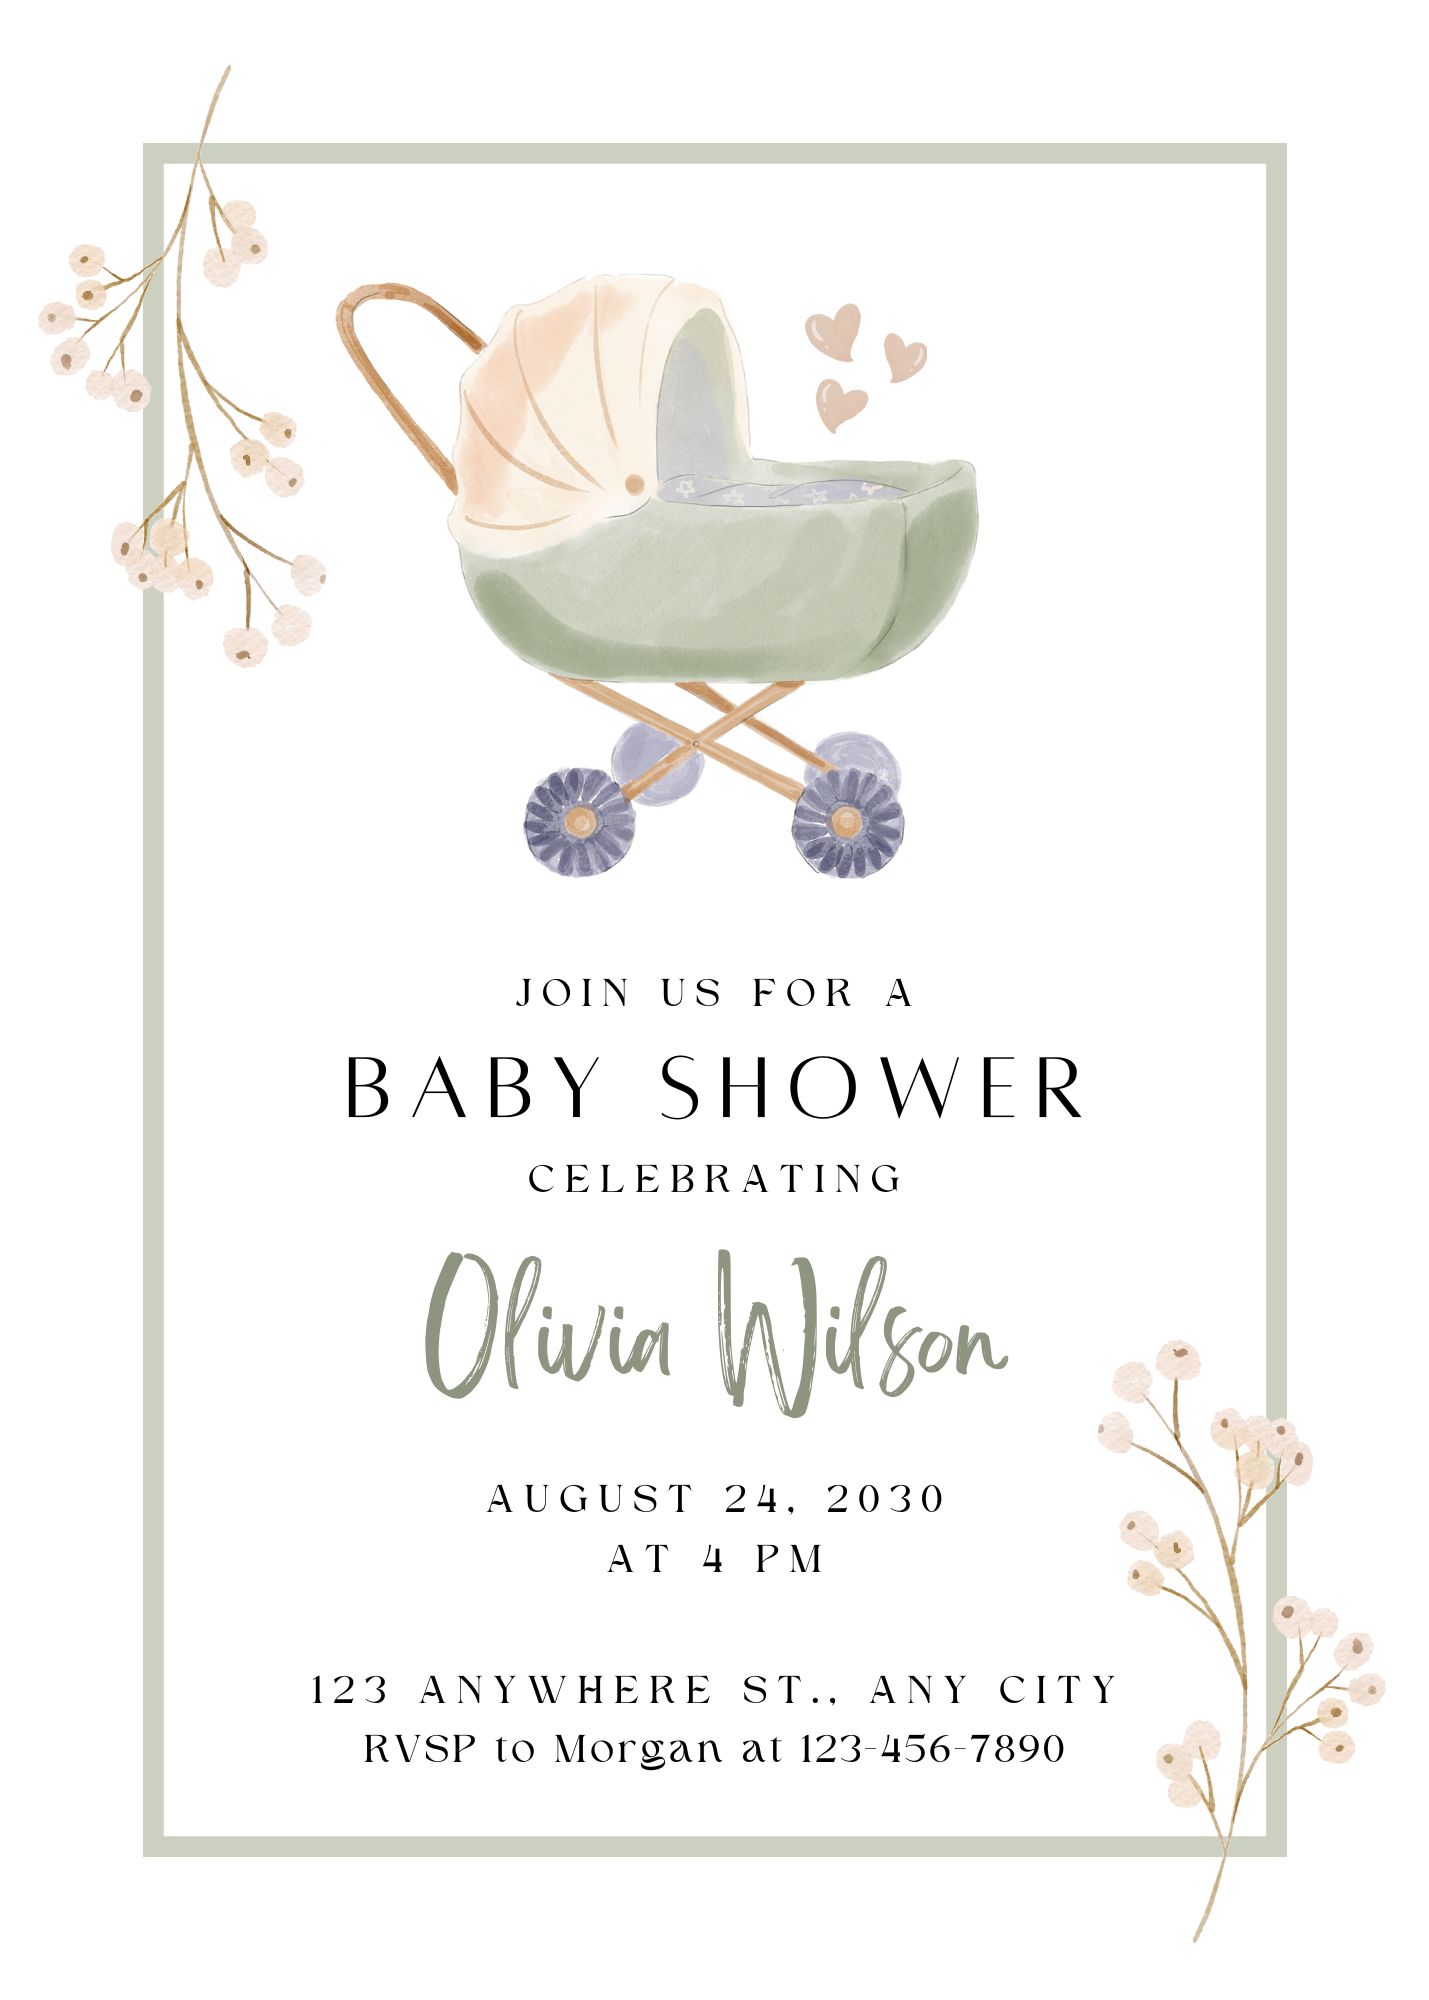 JOIN US FOR A
BABY SHOWER
CELEBRATING
Olivia Wilson
AUGUST 24, 2030
AT 4 PM
123 ANYWHERE ST., ANY CITY
RVSP to Morgan at 123-456-7890